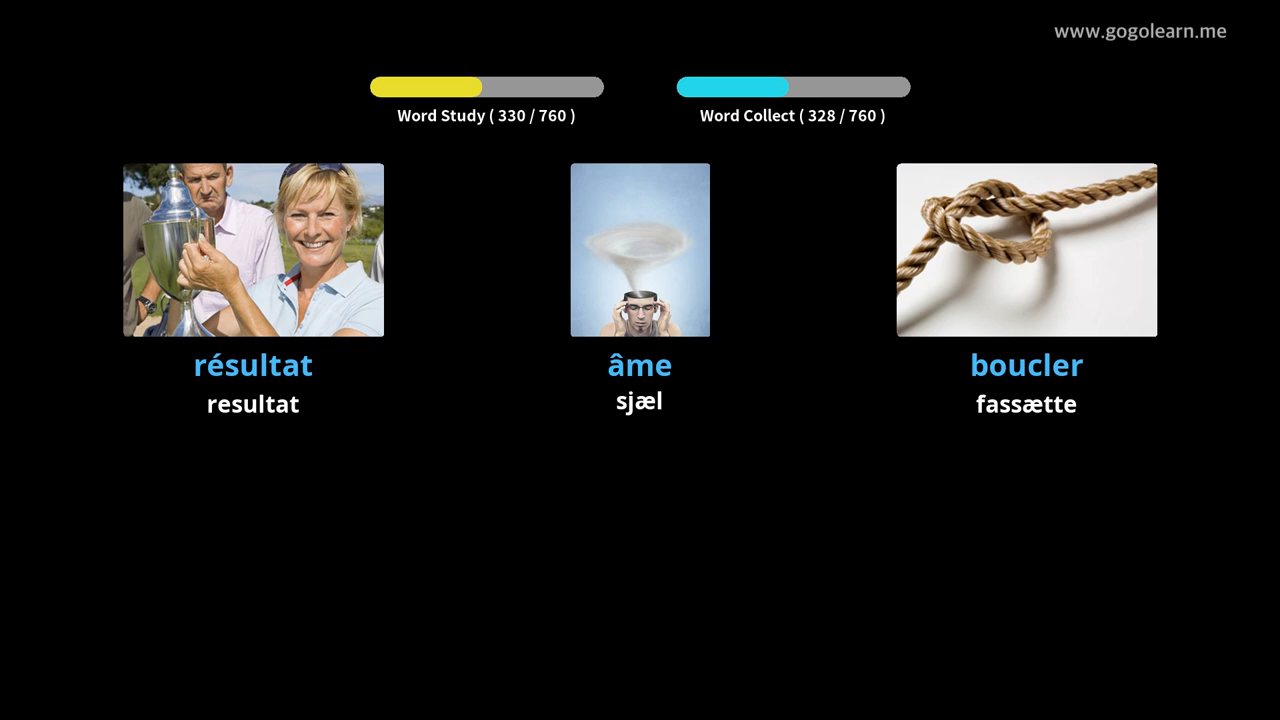 www.gogolearn.me
Word Study ( 330 / 760 )
Word Collect ( 328 / 760 )
résultat
resultat
âme
sjæl
boucler
fassætte